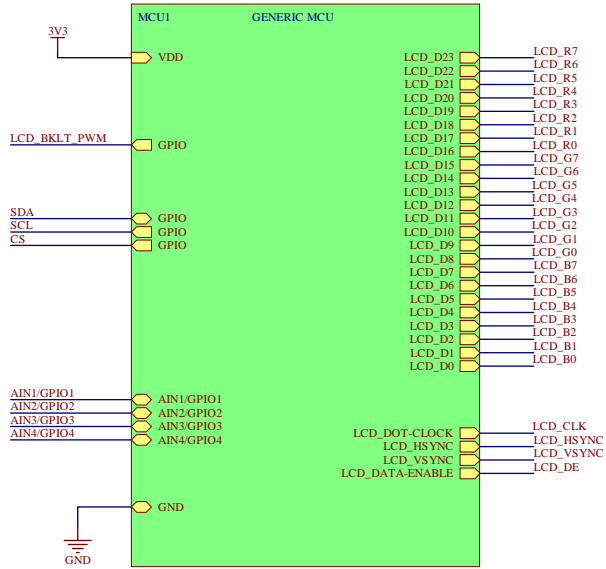 MCU1 GENERIC MCU
3V3
VDD
LCD_D23 LCD_R7
LCD_D22 LCD_R6
LCD_D21 LCD_R5
LCD_D20 LCD_R4
LCD_D19 LCD_R3
LCD_D18 LCD_R2
LCD_D17 LCD_R1
LCD_BKLT_PWM GPIO
LCD_D16 LCD_R0
LCD_D15 LCD_G7
LCD_D14 LCD_G6
LCD_D13 LCD_G5
LCD_D12 LCD_G4
SDA GPIO LCD_D11 LCD_G3
SCL GPIO LCD_D10 LCD_G2
CS GPIO LCD_D9 LCD_G1
LCD_D8 LCD_G0
LCD_D7 LCD_B7
LCD_D6 LCD_B6
LCD_D5 LCD_B5
LCD_D4 LCD_B4
LCD_D3 LCD_B3
LCD_D2 LCD_B2
LCD_D1 LCD_B1
LCD_D0 LCD_B0
AIN1/GPIO1 AIN1/GPIO1
AIN2/GPIO2 AIN2/GPIO2
AIN3/GPIO3 AIN3/GPIO3
AIN4/GPIO4 AIN4/GPIO4
LCD_DOT-CLOCK LCD_CLK
LCD_HSYNC LCD_HSYNC
LCD_VSYNC LCD_VSYNC
LCD_DATA-ENABLE LCD_DE
GND
GND